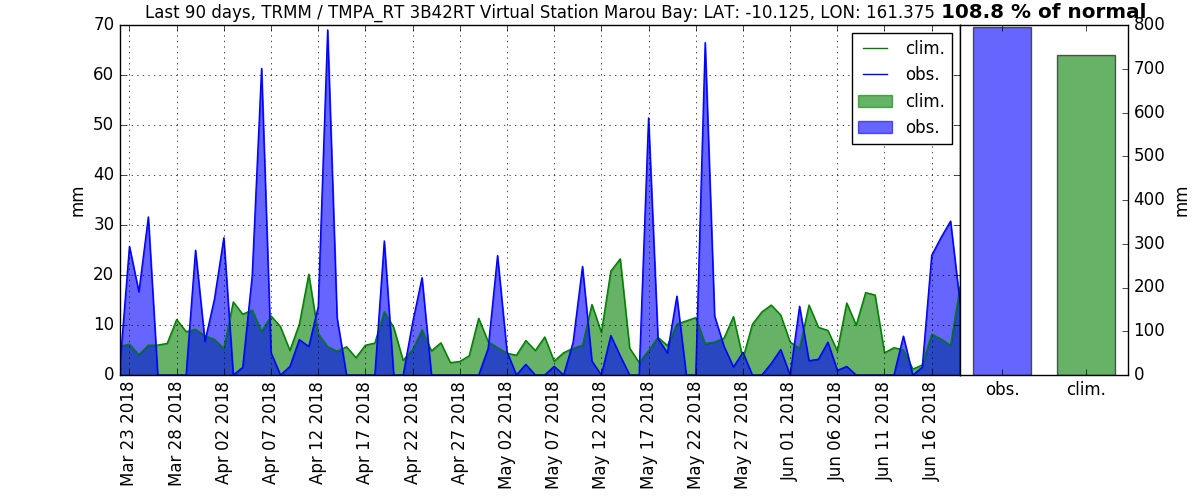 Last 90 days, TRMM / TMPA_RT 3B42RT Virtual Station Marou Bay: LAT: -10.125, LON: 161.375 108.8 % of normal
70
60
50
40
30
20
10
0
mm
clim.
obs.
clim.
obs.
800
700
600
500
400
300
200
100
0
mm
Mar 23 2018
Mar 28 2018
Apr 02 2018
Apr 07 2018
Apr 12 2018
Apr 17 2018
Apr 22 2018
Apr 27 2018
May 02 2018
May 07 2018
May 12 2018
May 17 2018
May 22 2018
May 27 2018
Jun 01 2018
Jun 06 2018
Jun 11 2018
Jun 16 2018
obs.
clim.